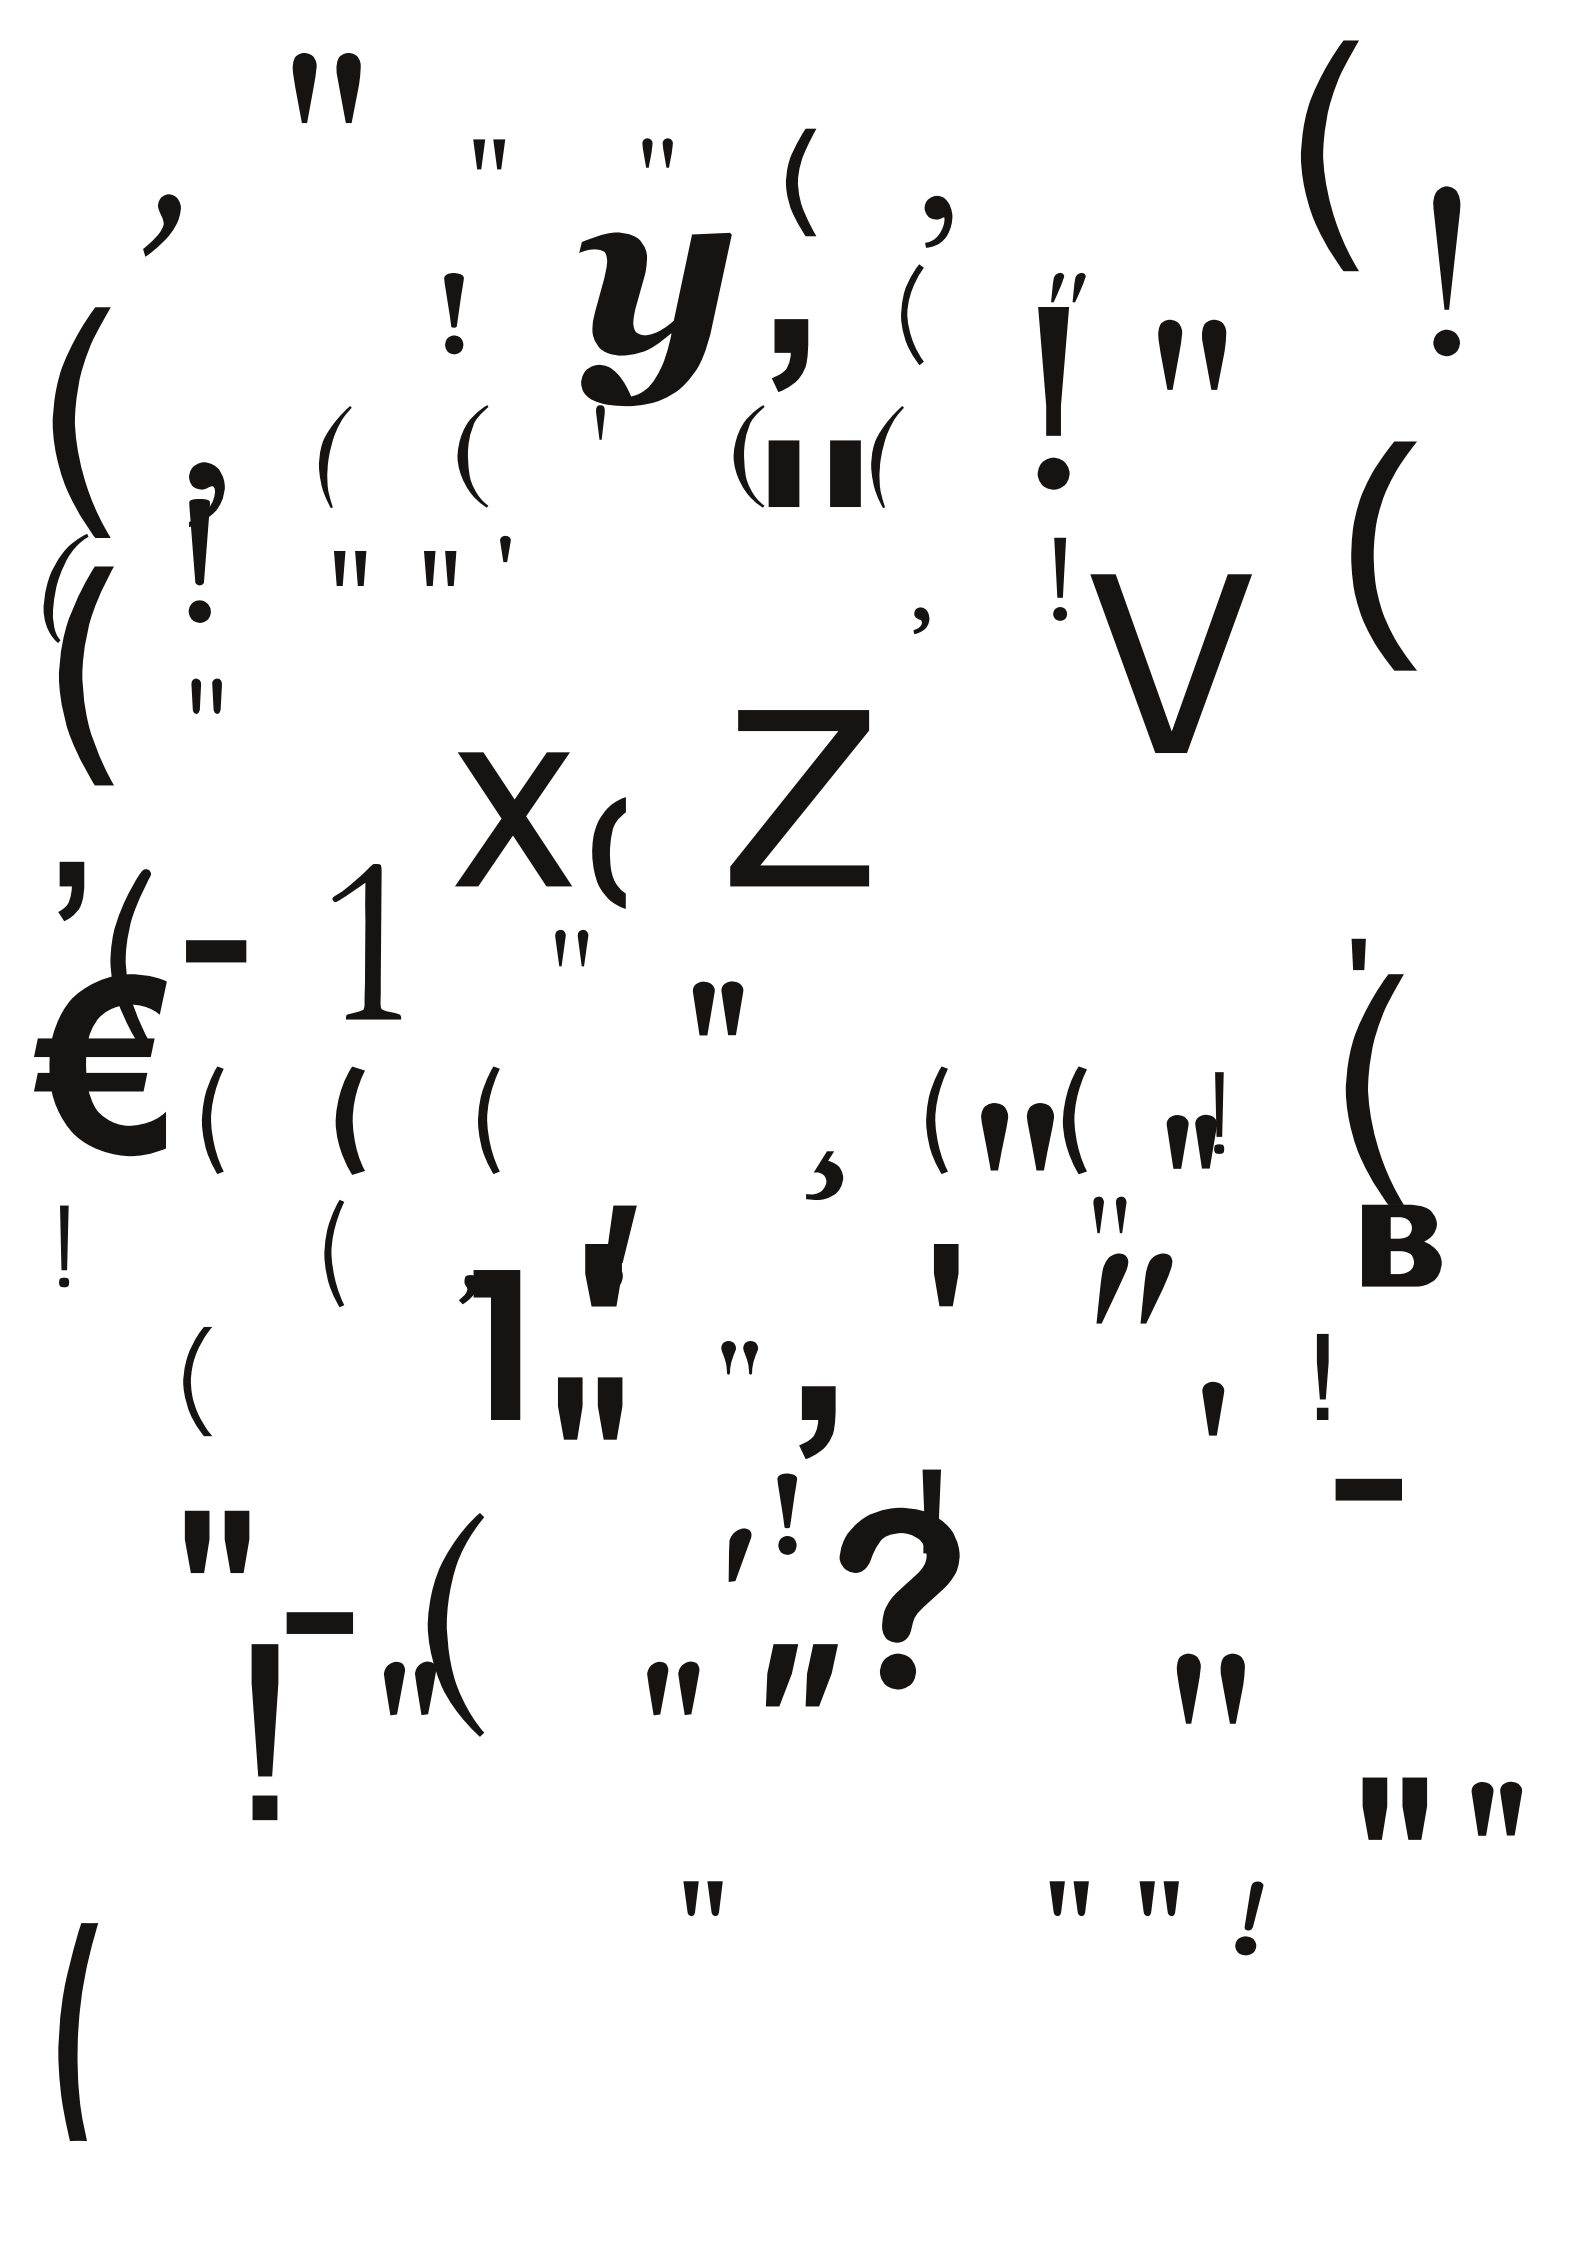 "
(
" " ( ,
, !
! y , ( " "
( !
( ( ' ( " ( (
,
! " " ' , ! V
( (
"
x ( Z
, ( - 1
" '
€ " (
( ( ( ( " ( " !
,
! ( ! ' ' " B
, 1 "
( " , ' !
"
" ! ' -
- ( ' ?
! " " " "
" "
" " " !
(